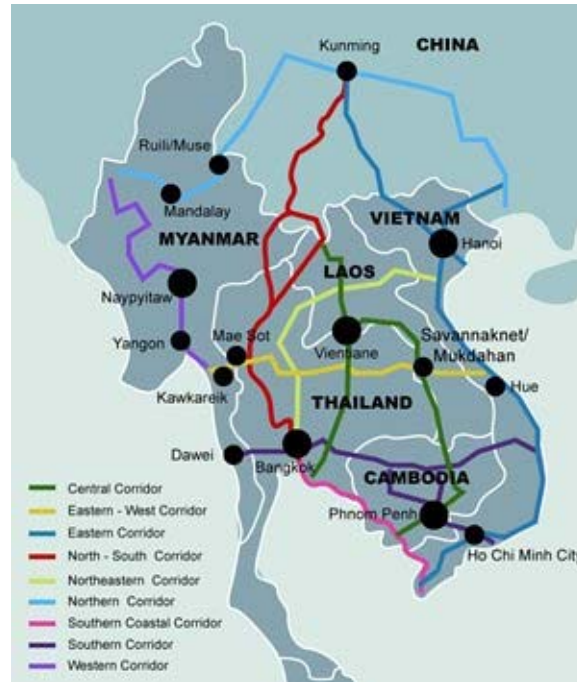 Kunming
CHINA
Ruili/Muse
Mandalay
VIETNAM
MYANMAR
Hanoi
LAOS
Naypyitaw
Mae Sot
Savannaknet/
Mukdahan
Yangon
Vientiane
Kawkareik
Hue
THAILAND
Dawei
Bangkok
CAMBODIA
Phnom Penh
Ho Chi Minh City
Central Corridor
Eastern - West Corridor
Eastern Corridor
North - South Corridor
Northeastern Corridor
Northern Corridor
Southern Coastal Corridor
Southern Corridor
Western Corridor